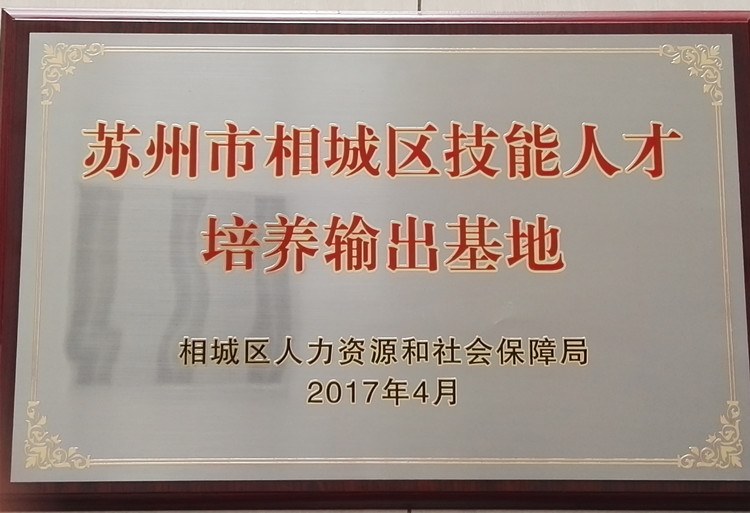 苏州市相城区技能人才
培养输出基地
相城区人力资源和社会保障局
2017年4月